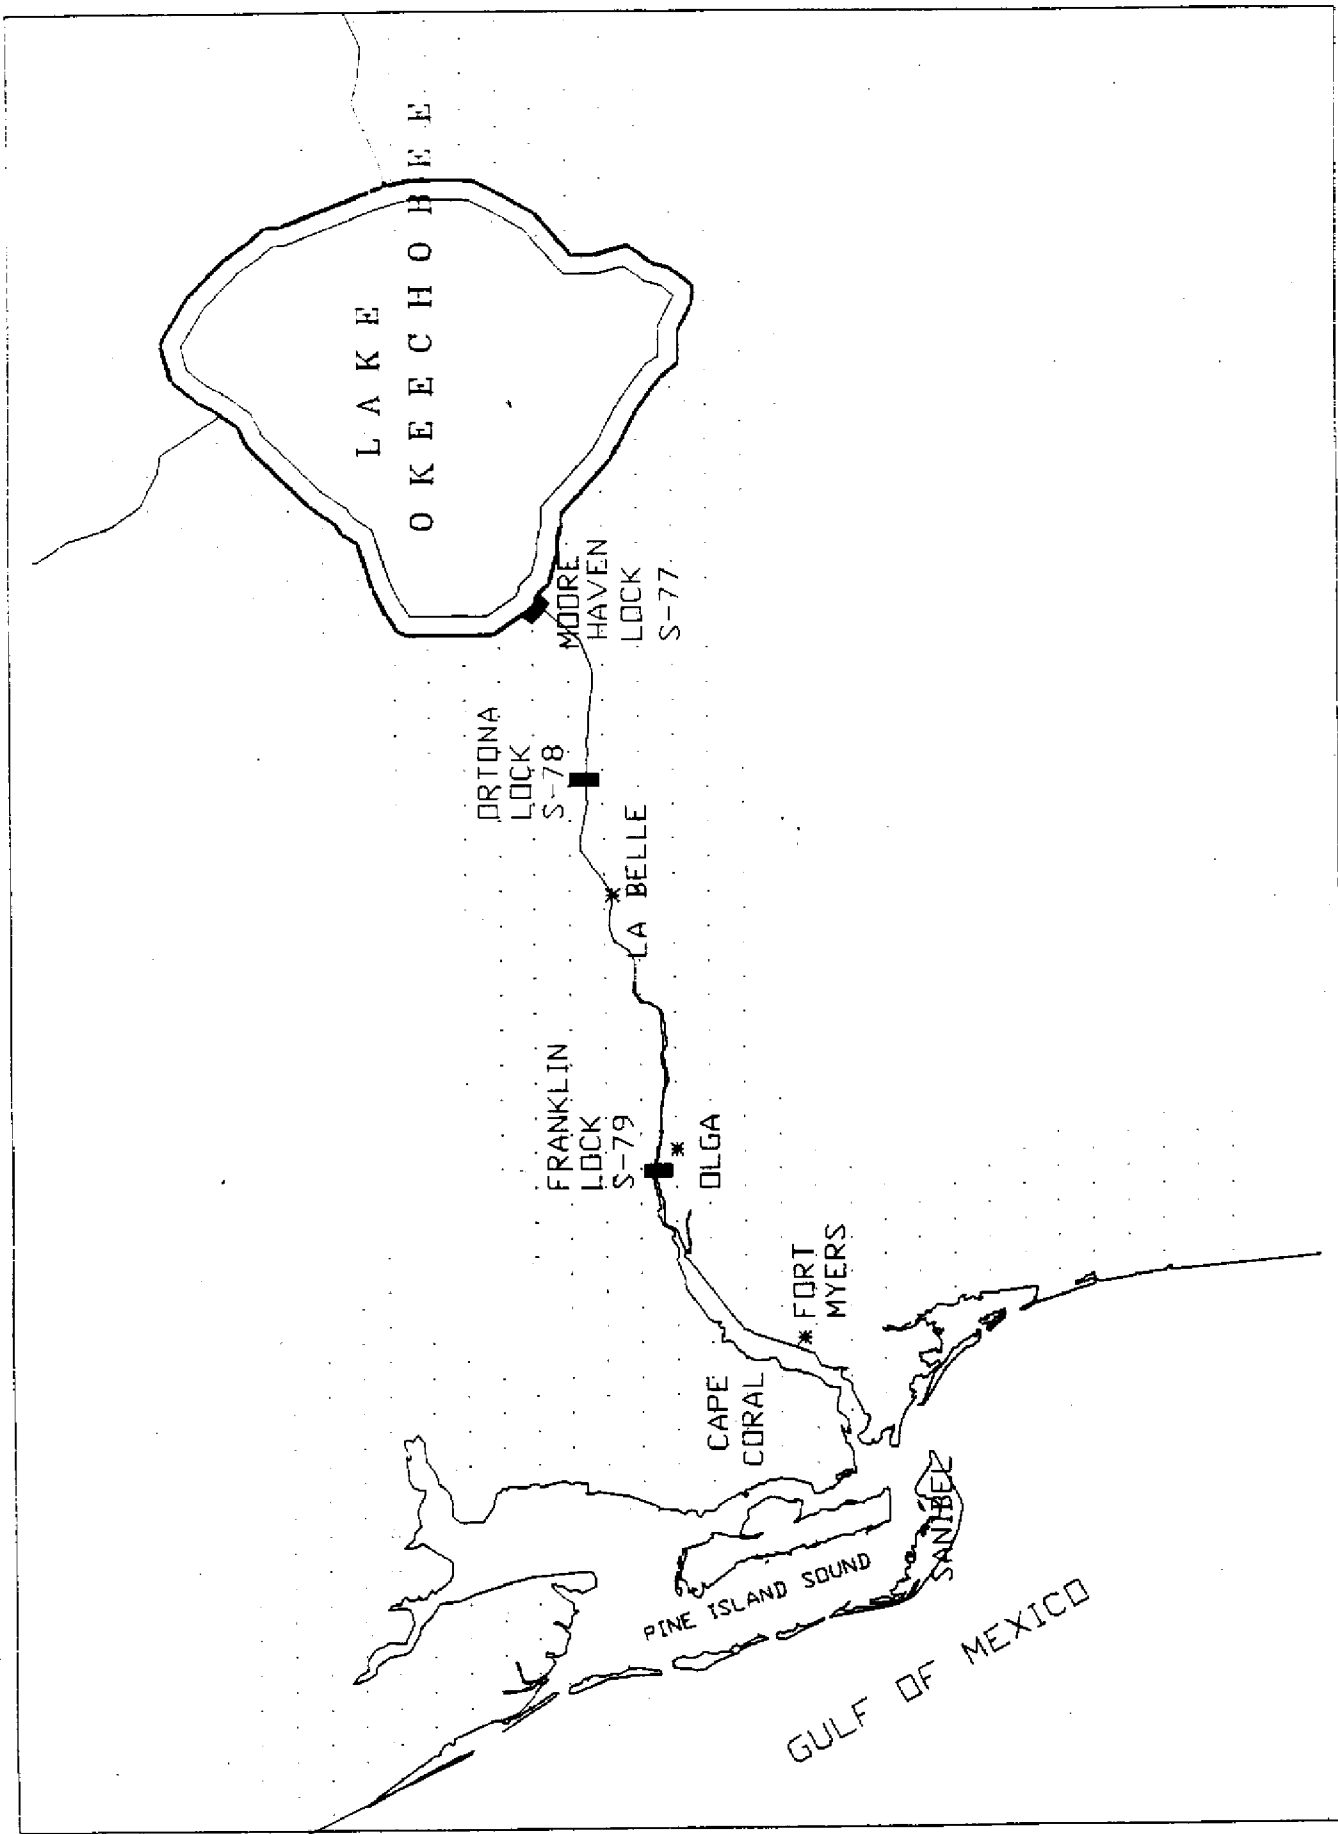 LAKE
OKEECHOBEE
MOORE
HAVEN
LOCK
S-77
ORTONA
LOCK
S-78
LA BELLE
FRANKLIN
LOCK
S-79
OLGA
FORT
MYERS
CAPE
CORAL
SANIBEL
PINE ISLAND SOUND
GULF OF MEXICO